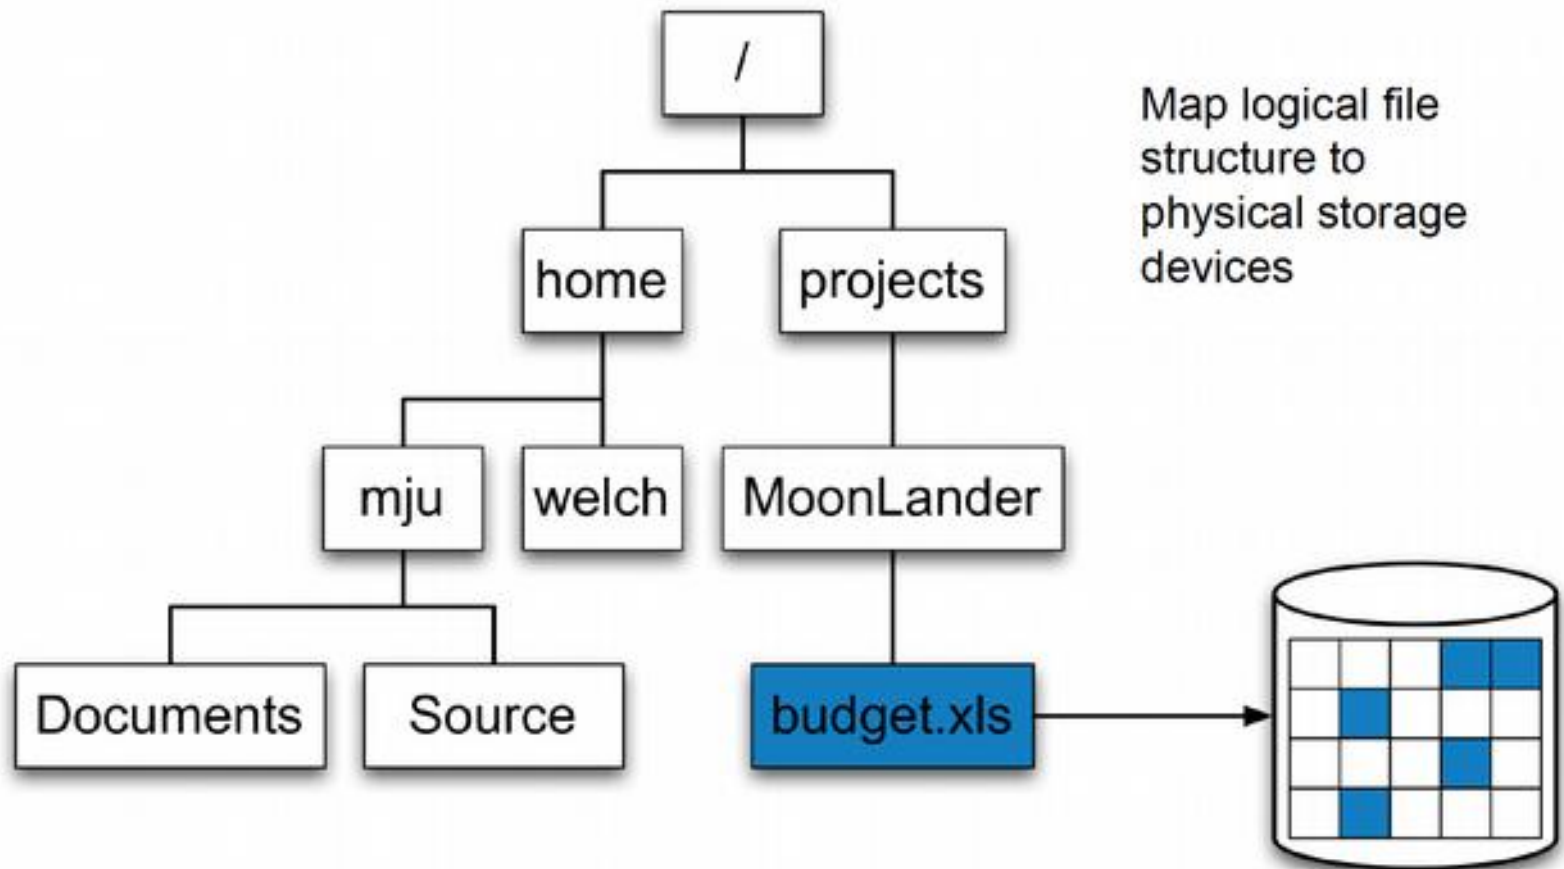 /
Map logical file
structure to
physical storage
devices
home
projects
mju
welch
MoonLander
Documents
Source
budget.xls